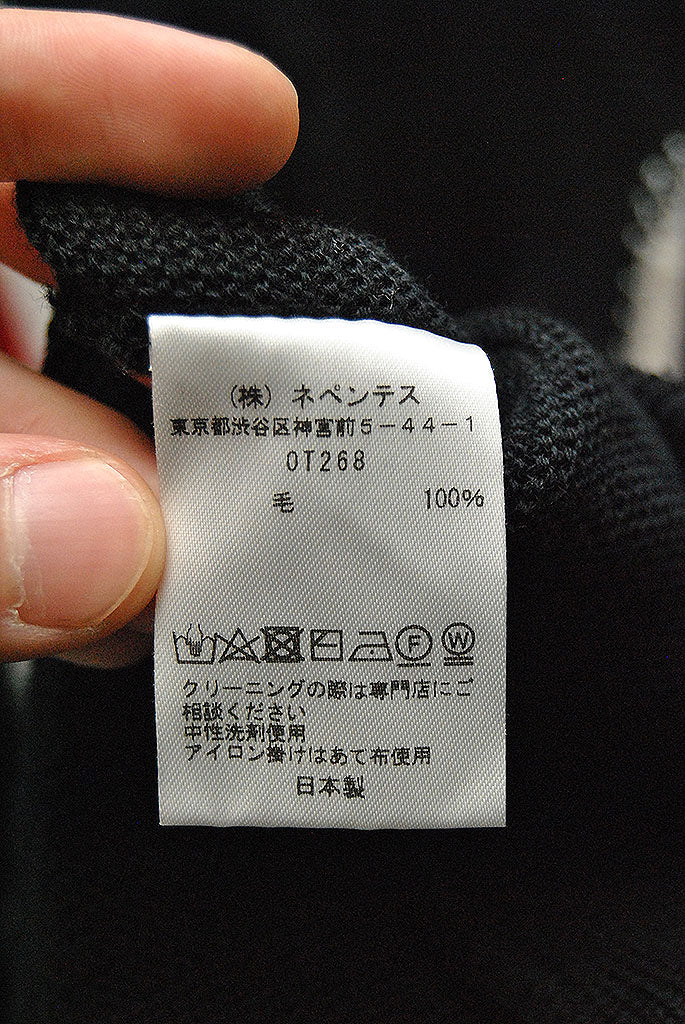 (株) ネペンテス
東京都渋谷区神宮前5-44-1
0T268
毛 100%
F W
クリーニングの際は専門店にご
相談ください
中性洗剤使用
アイロン掛けはあて布使用
日本製